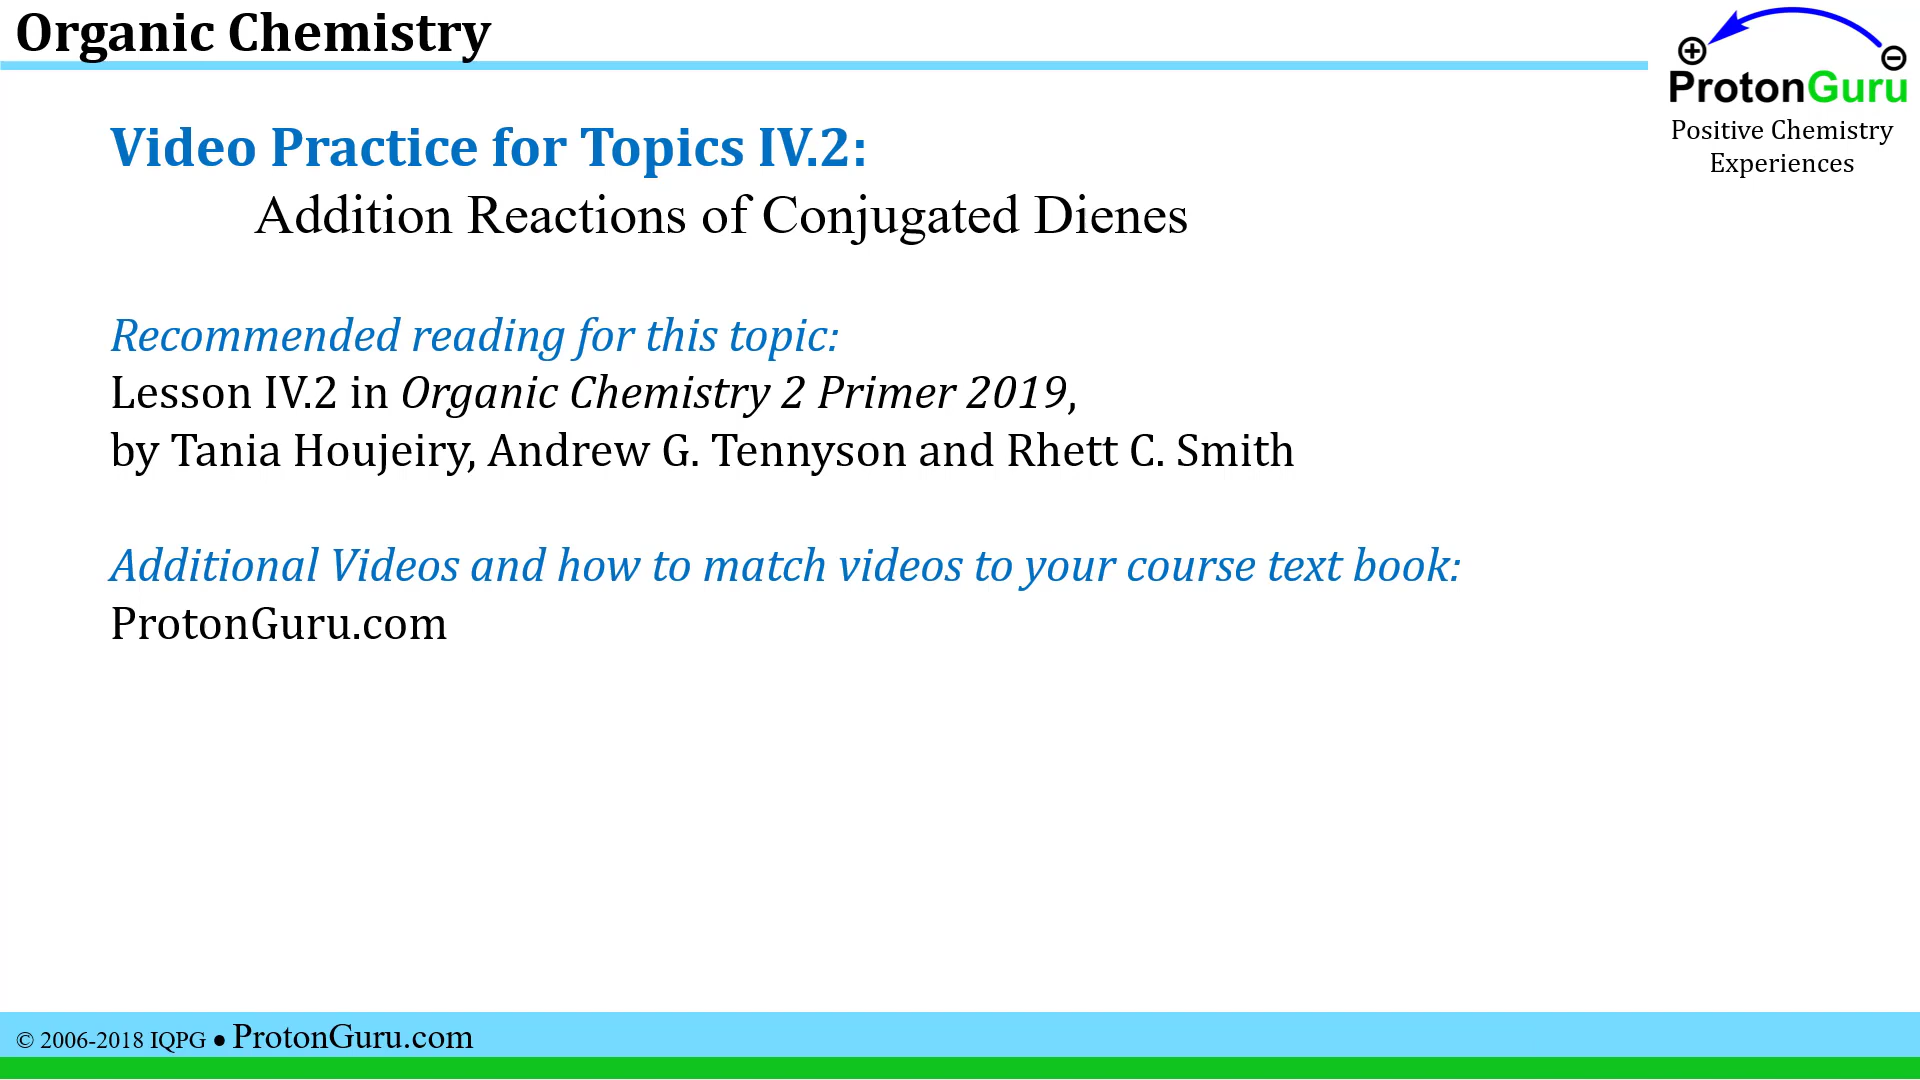 Organic Chemistry
ProtonGuru
Positive Chemistry
Experiences
Video Practice for Topics IV.2:
Addition Reactions of Conjugated Dienes
Recommended reading for this topic:
Lesson IV.2 in Organic Chemistry 2 Primer 2019,
by Tania Houjeiry, Andrew G. Tennyson and Rhett C. Smith
Additional Videos and how to match videos to your course text book:
ProtonGuru.com
© 2006-2018 IQPG ● ProtonGuru.com